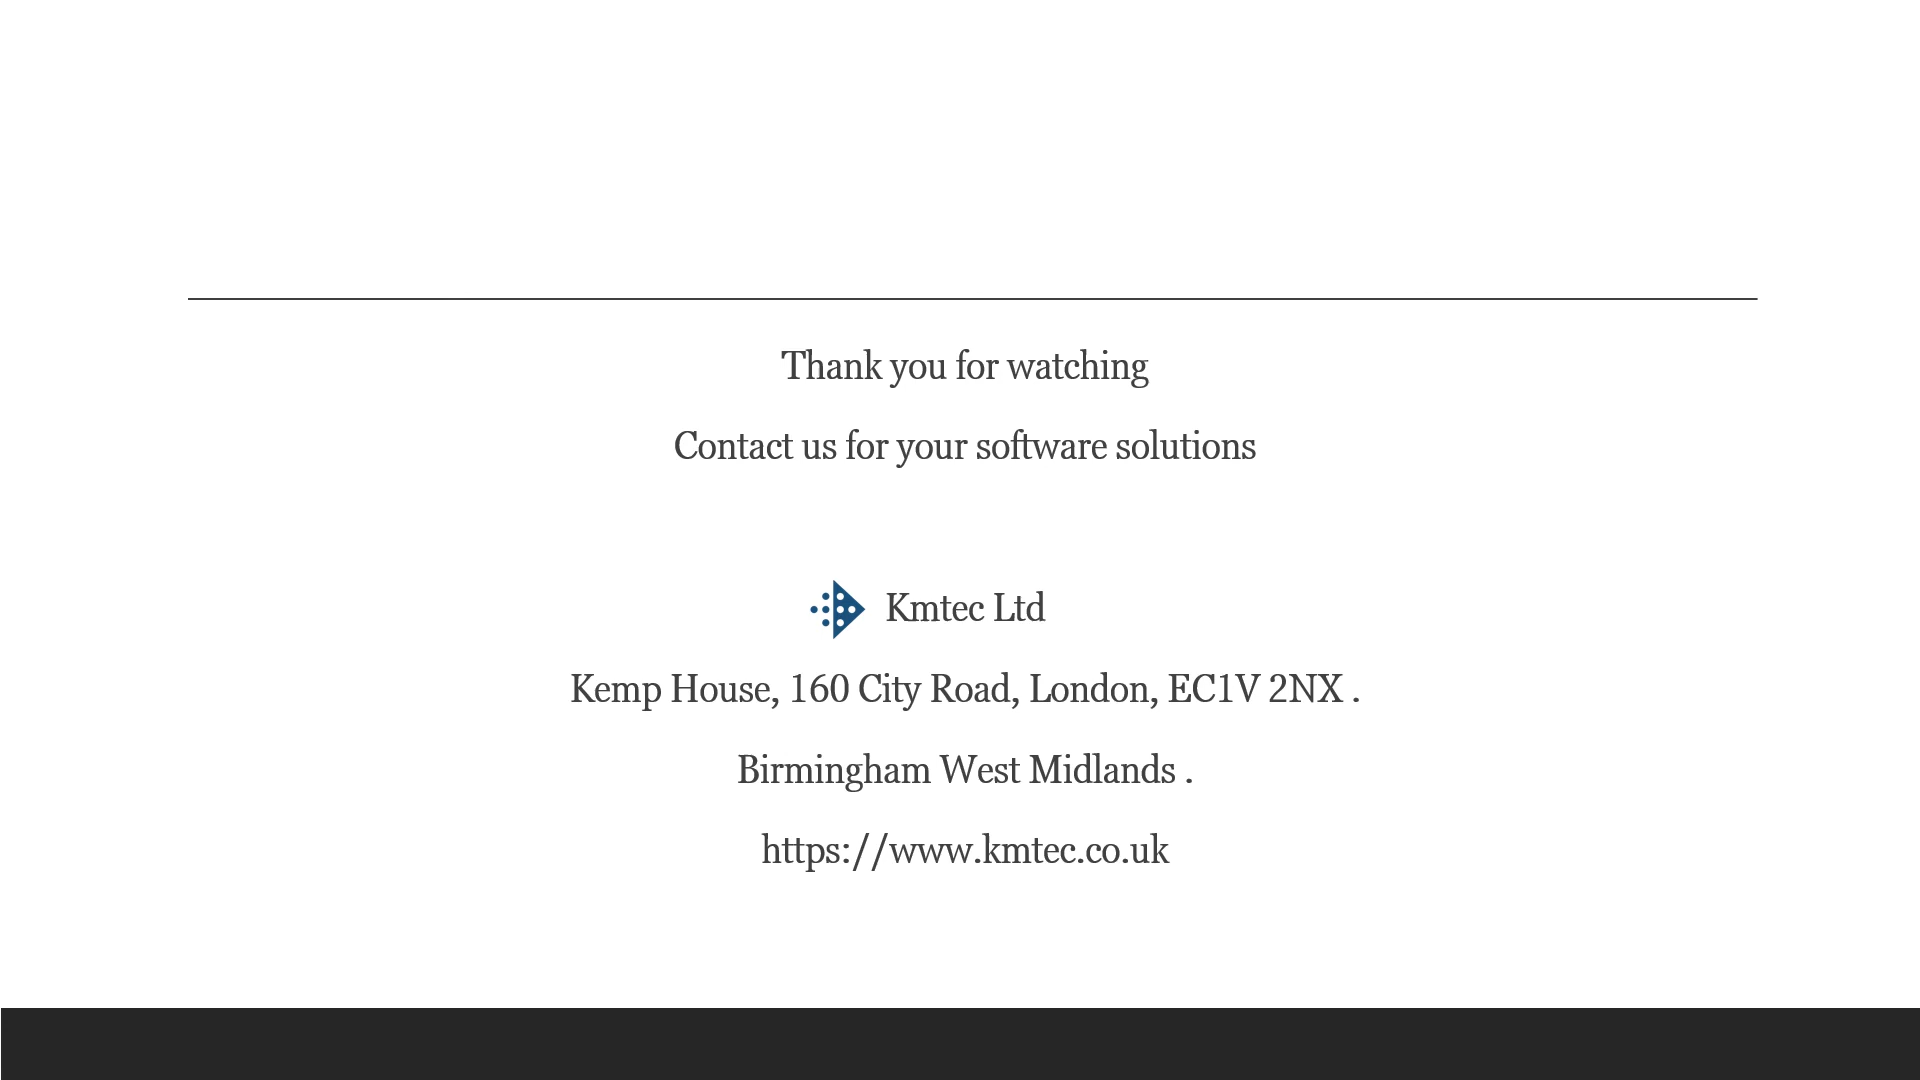 Thank you for watching
Contact us for your software solutions
Kmtec Ltd
Kemp House, 160 City Road, London, EC1V 2NX .
Birmingham West Midlands .
https://www.kmtec.co.uk